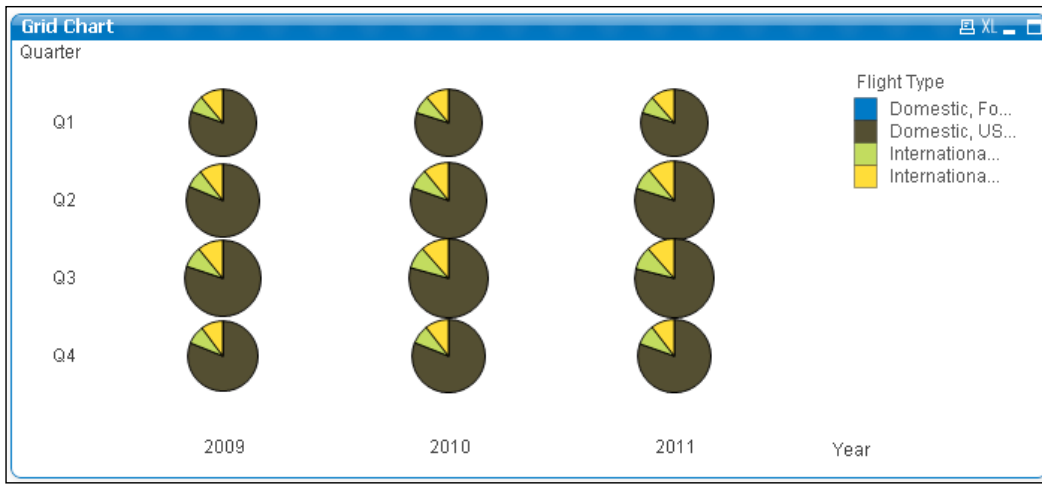 Grid Chart
XL
Quarter
Flight Type
Domestic, Fo...
Domestic, US...
Internationa...
Internationa...
Q1
Q2
Q3
Q4
2009 2010 2011 Year